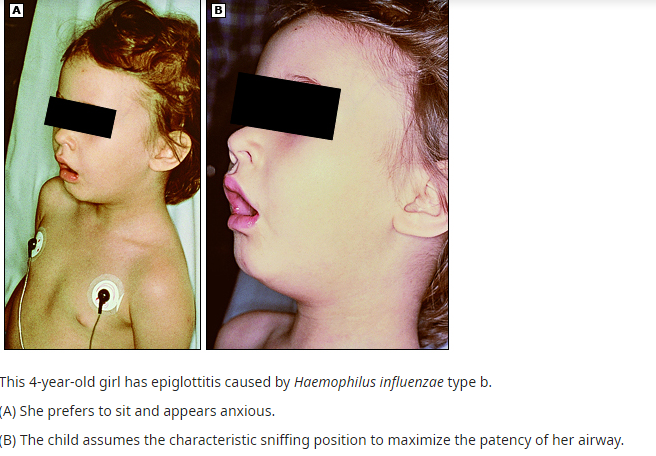 A
B
This 4-year-old girl has epiglottitis caused by Haemophilus influenzae type b.
(A) She prefers to sit and appears anxious.
(B) The child assumes the characteristic sniffing position to maximize the patency of her airway.